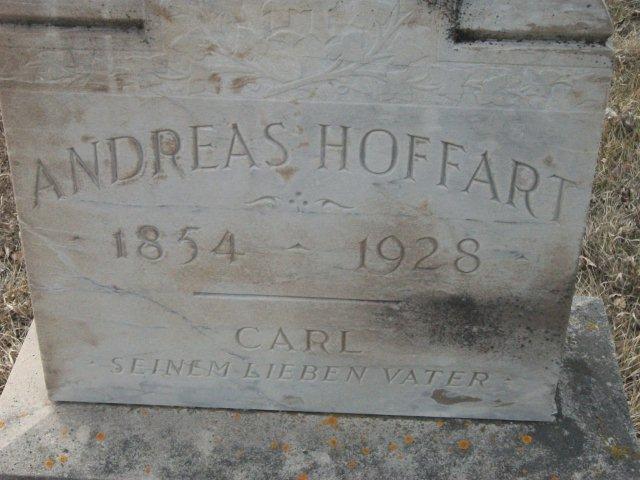 ANDREAS HOFFART
1854 - 1928
CARL
SEINEM LIEBEN VATER